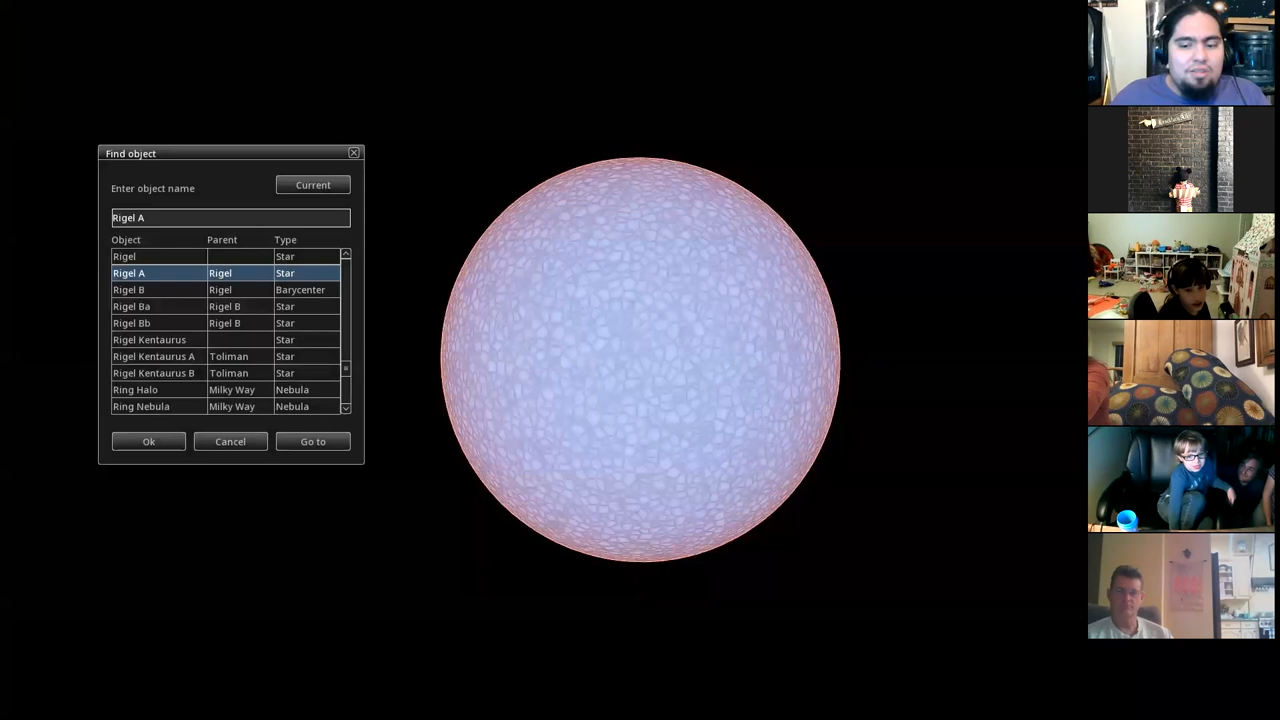 Find object
Enter object name
Current
Rigel A
Object Parent Type
Rigel Star
Rigel A Rigel Star
Rigel B Rigel Barycenter
Rigel Ba Rigel B Star
Rigel Bb Rigel B Star
Rigel Kentaurus Star
Rigel Kentaurus A Toliman Star
Rigel Kentaurus B Toliman Star
Ring Halo Milky Way Nebula
Ring Nebula Milky Way Nebula
Ok Cancel Go to